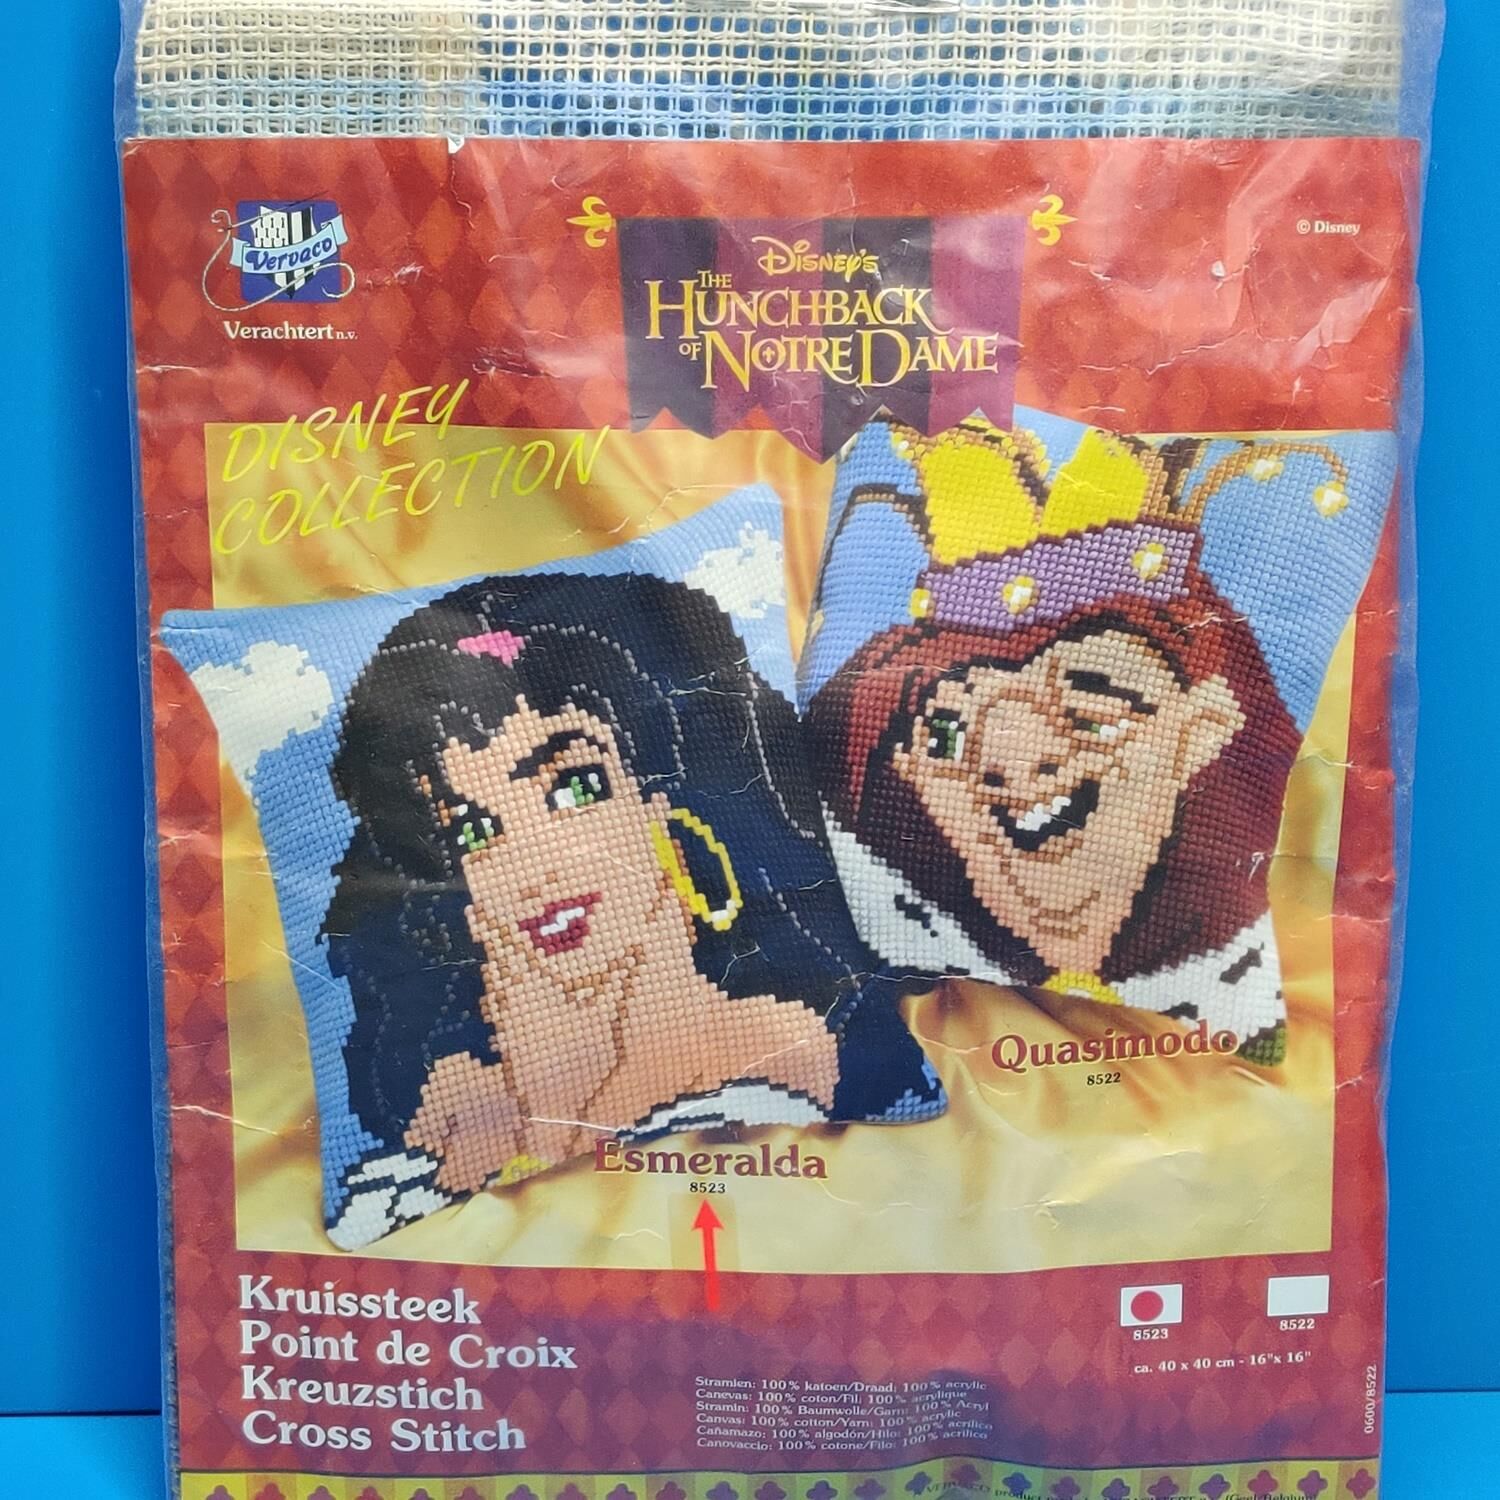 Vervaco
Verachtert n.v.
DISNEY'S
THE
HUNCHBACK
OF NOTRE DAME
© Disney
DISNEY
COLLECTION
Quasimodo
8522
Esmeralda
8523
Kruissteek
Point de Croix
Kreuzstich
Cross Stitch
8523
8522
ca. 40 x 40 cm - 16"x 16"
Stramien: 100% katoen/Draad: 100% acrylic
Canevas: 100% coton/Fil: 100% acrylique
Stramin: 100% Baumwolle/Garn: 100% Acryl
Canvas: 100% cotton/Yarn: 100% acrylic
Cañamazo: 100% algodón/Hilo: 100% acrílico
Canovaccio: 100% cotone/Filo: 100% acrilico
0600/8522
A VERVACO product